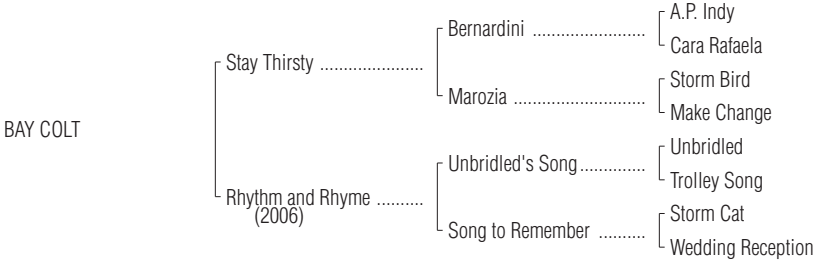 A.P. Indy
Bernardini ........................
Cara Rafaela
Stay Thirsty ......................
Storm Bird
Marozia ............................
Make Change
BAY COLT
Unbridled
Unbridled's Song..............
Trolley Song
Rhythm and Rhyme ..........
(2006)
Storm Cat
Song to Remember ..........
Wedding Reception